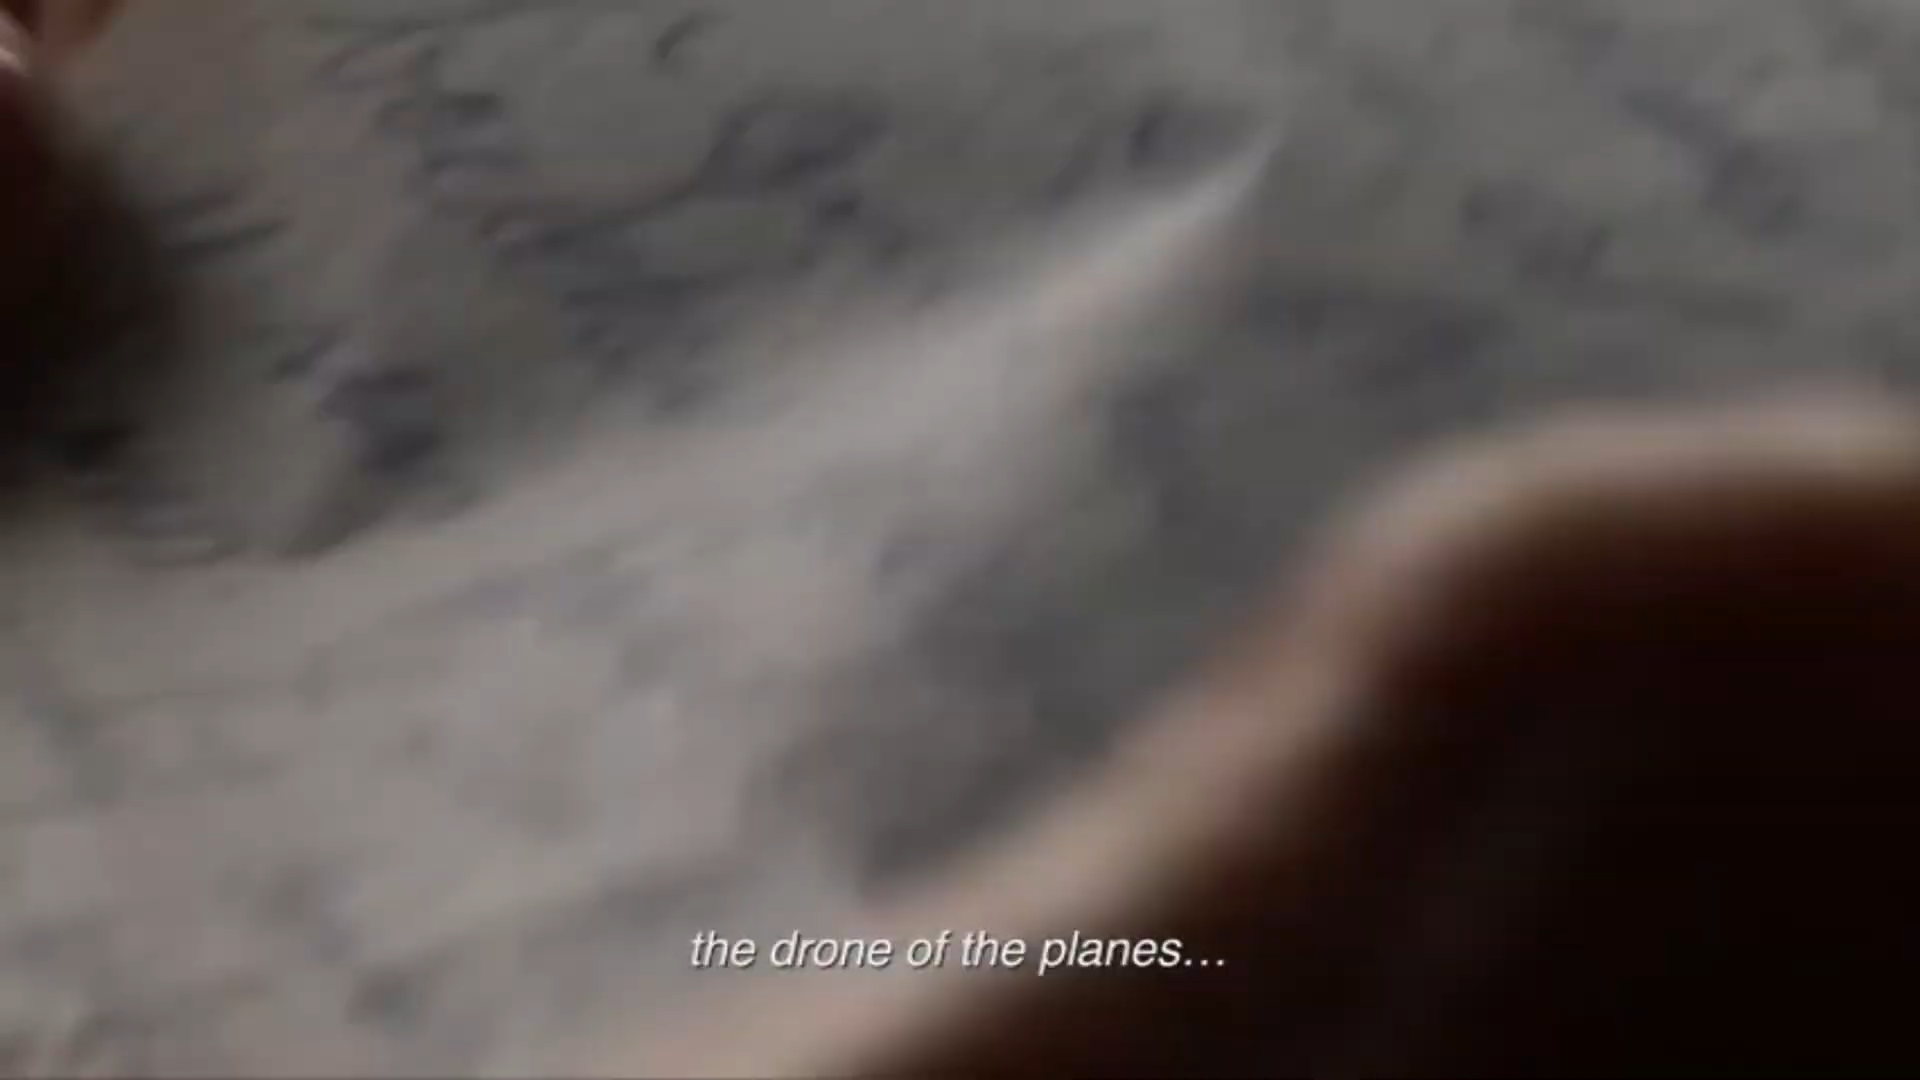 the drone of the planes…